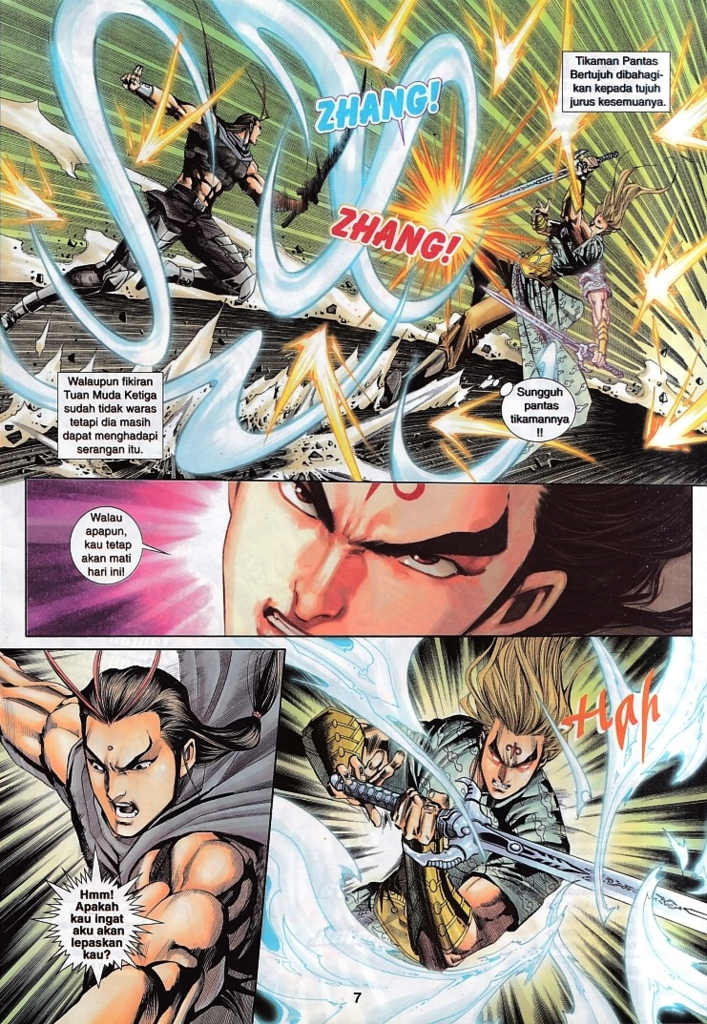 Tikaman Pantas
Bertujuh dibahagi-
kan kepada tujuh
jurus kesemuanya.
ZHANG!
ZHANG!
Walaupun fikiran
Tuan Muda Ketiga
sudah tidak waras
tetapi dia masih
dapat menghadapi
serangan itu.
Sungguh
pantas
tikamannya
!!
Walau
apapun,
kau tetap
akan mati
hari ini!
Hah
Hmm!
Apakah
kau ingat
aku akan
lepaskan
kau?
7